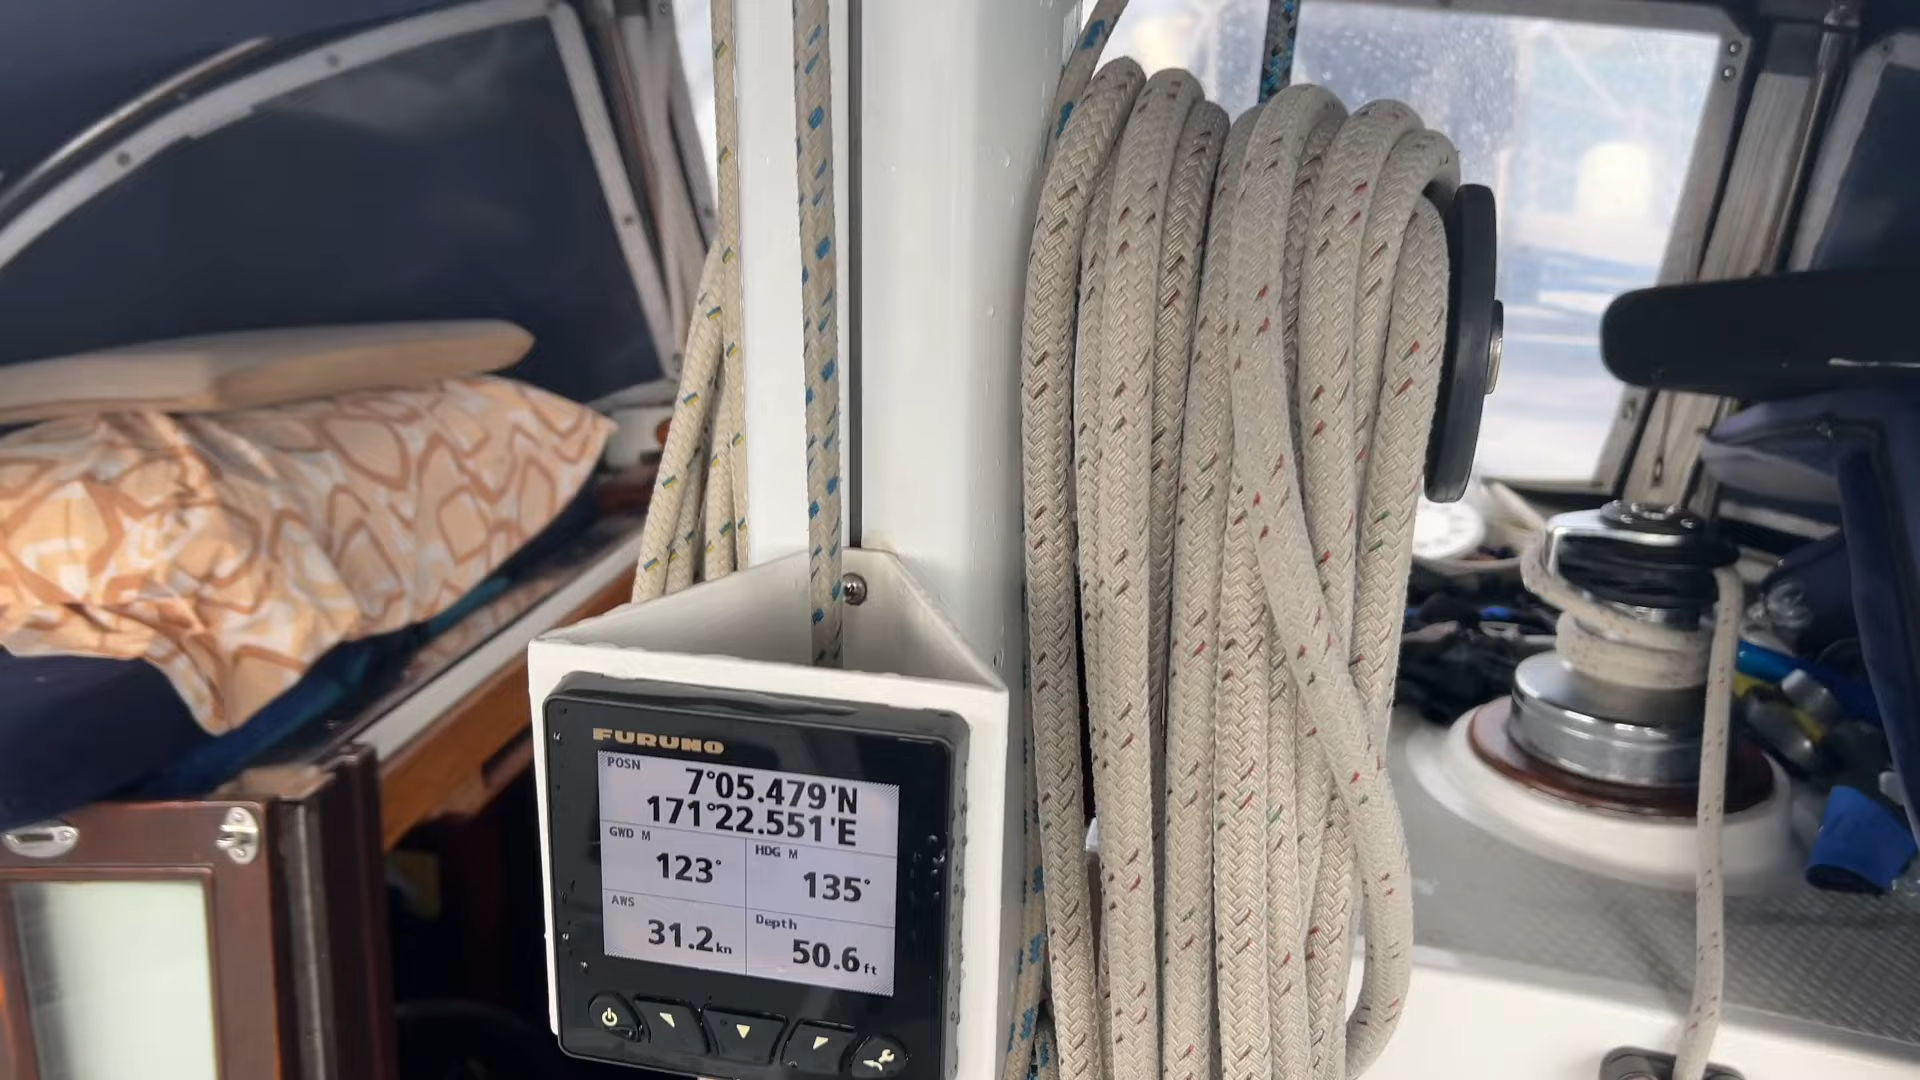 FURUNO
POSN
7°05.479'N
171°22.551'E
GWD M
123°
HDG M
135°
AWS
31.2kn
Depth
50.6ft